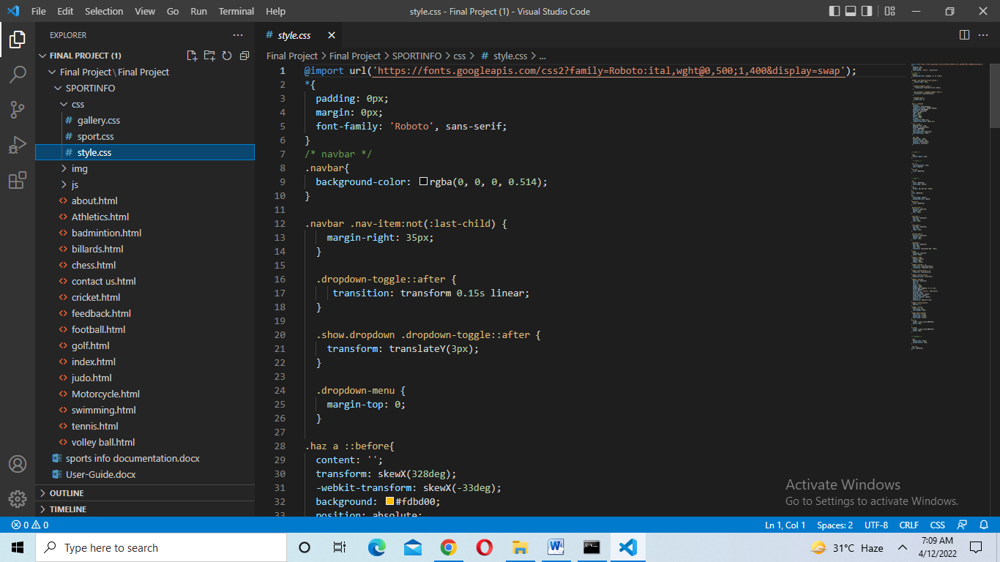 File Edit Selection View Go Run Terminal Help
style.css - Final Project (1) - Visual Studio Code
EXPLORER
FINAL PROJECT (1)
Final Project \ Final Project
SPORTINFO
css
# gallery.css
# sport.css
# style.css
img
js
<> about.html
<> Athletics.html
<> badmintion.html
<> billards.html
<> chess.html
<> contact us.html
<> cricket.html
<> feedback.html
<> football.html
<> golf.html
<> index.html
<> judo.html
<> Motorcycle.html
<> swimming.html
<> tennis.html
<> volley ball.html
sports info documentation.docx
User-Guide.docx
OUTLINE
TIMELINE
# style.css
Final Project > Final Project > SPORTINFO > css > # style.css > ...
1 @import url('https://fonts.googleapis.com/css2?family=Roboto:ital,wght@0,500;1,400&display=swap');
2 *{
3 padding: 0px;
4 margin: 0px;
5 font-family: 'Roboto', sans-serif;
6 }
7 /* navbar */
8 .navbar{
9 background-color: rgba(0, 0, 0, 0.514);
10 }
11
12 .navbar .nav-item:not(:last-child) {
13 margin-right: 35px;
14 }
15
16 .dropdown-toggle::after {
17 transition: transform 0.15s linear;
18 }
19
20 .show.dropdown .dropdown-toggle::after {
21 transform: translateY(3px);
22 }
23
24 .dropdown-menu {
25 margin-top: 0;
26 }
27
28 .haz a ::before{
29 content: '';
30 transform: skewX(328deg);
31 -webkit-transform: skewX(-33deg);
32 background: #fdbd00;
33 position: absolute;
Activate Windows
Go to Settings to activate Windows.
0 0
Ln 1, Col 1 Spaces: 2 UTF-8 CRLF CSS
Type here to search
31°C Haze
7:09 AM
4/12/2022